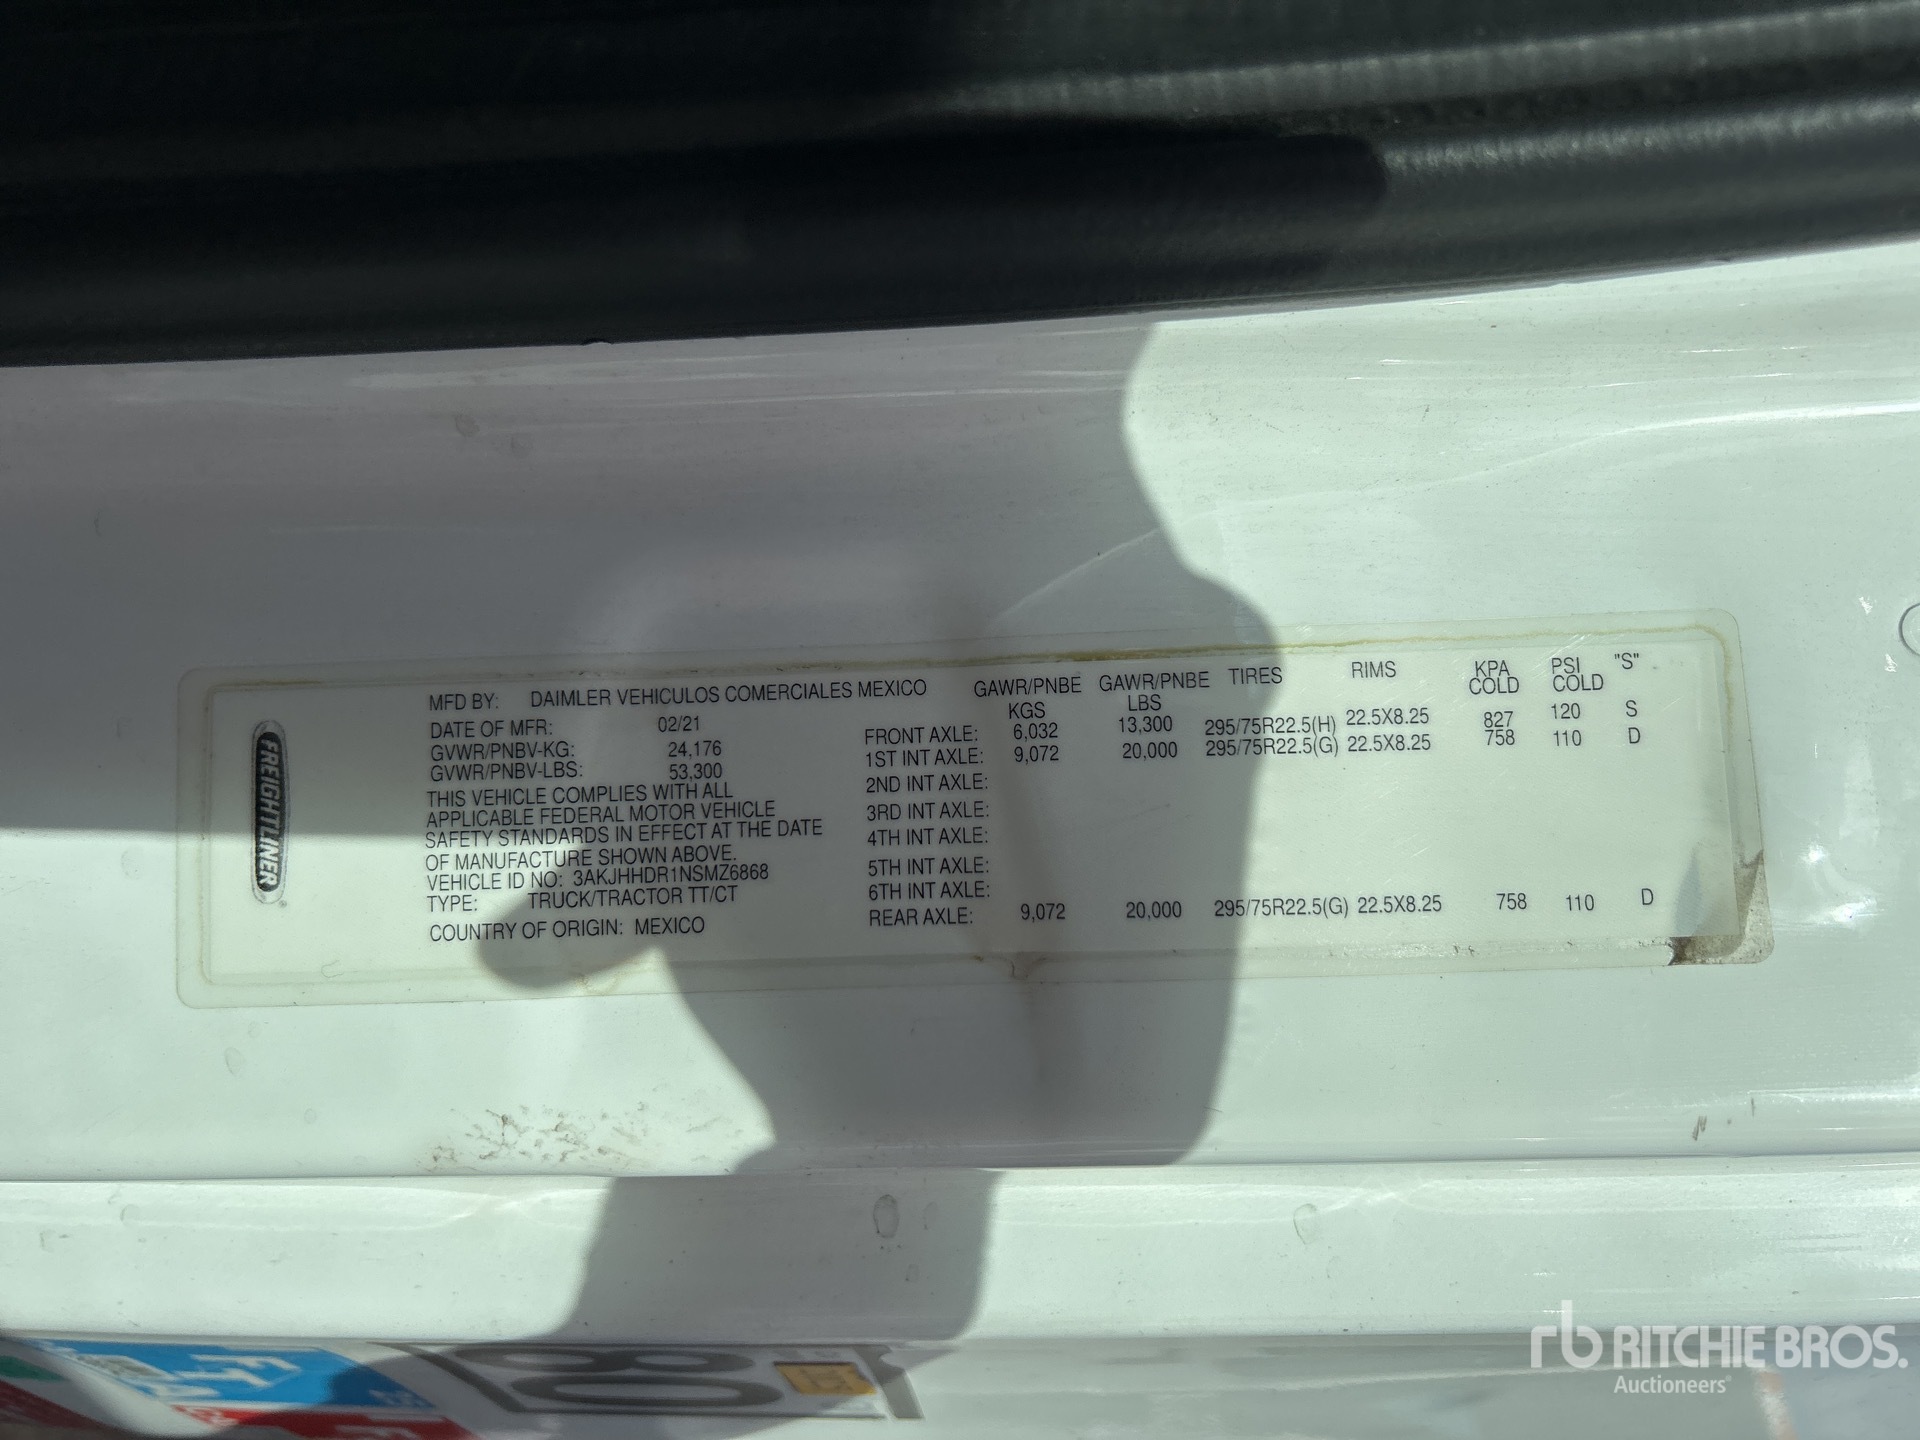 FREIGHTLINER
MFD BY: DAIMLER VEHICULOS COMERCIALES MEXICO
DATE OF MFR: 02/21
GVWR/PNBV-KG: 24,176
GVWR/PNBV-LBS: 53,300
THIS VEHICLE COMPLIES WITH ALL
APPLICABLE FEDERAL MOTOR VEHICLE
SAFETY STANDARDS IN EFFECT AT THE DATE
OF MANUFACTURE SHOWN ABOVE.
VEHICLE ID NO: 3AKJHHDR1NSMZ6868
TYPE: TRUCK/TRACTOR TT/CT
COUNTRY OF ORIGIN: MEXICO
GAWR/PNBE GAWR/PNBE TIRES RIMS KPA PSI "S"
KGS LBS COLD COLD
FRONT AXLE: 6,032 13,300 295/75R22.5(H) 22.5X8.25 827 120 S
1ST INT AXLE: 9,072 20,000 295/75R22.5(G) 22.5X8.25 758 110 D
2ND INT AXLE:
3RD INT AXLE:
4TH INT AXLE:
5TH INT AXLE:
6TH INT AXLE:
REAR AXLE: 9,072 20,000 295/75R22.5(G) 22.5X8.25 758 110 D
80
rb RITCHIE BROS.
Auctioneers